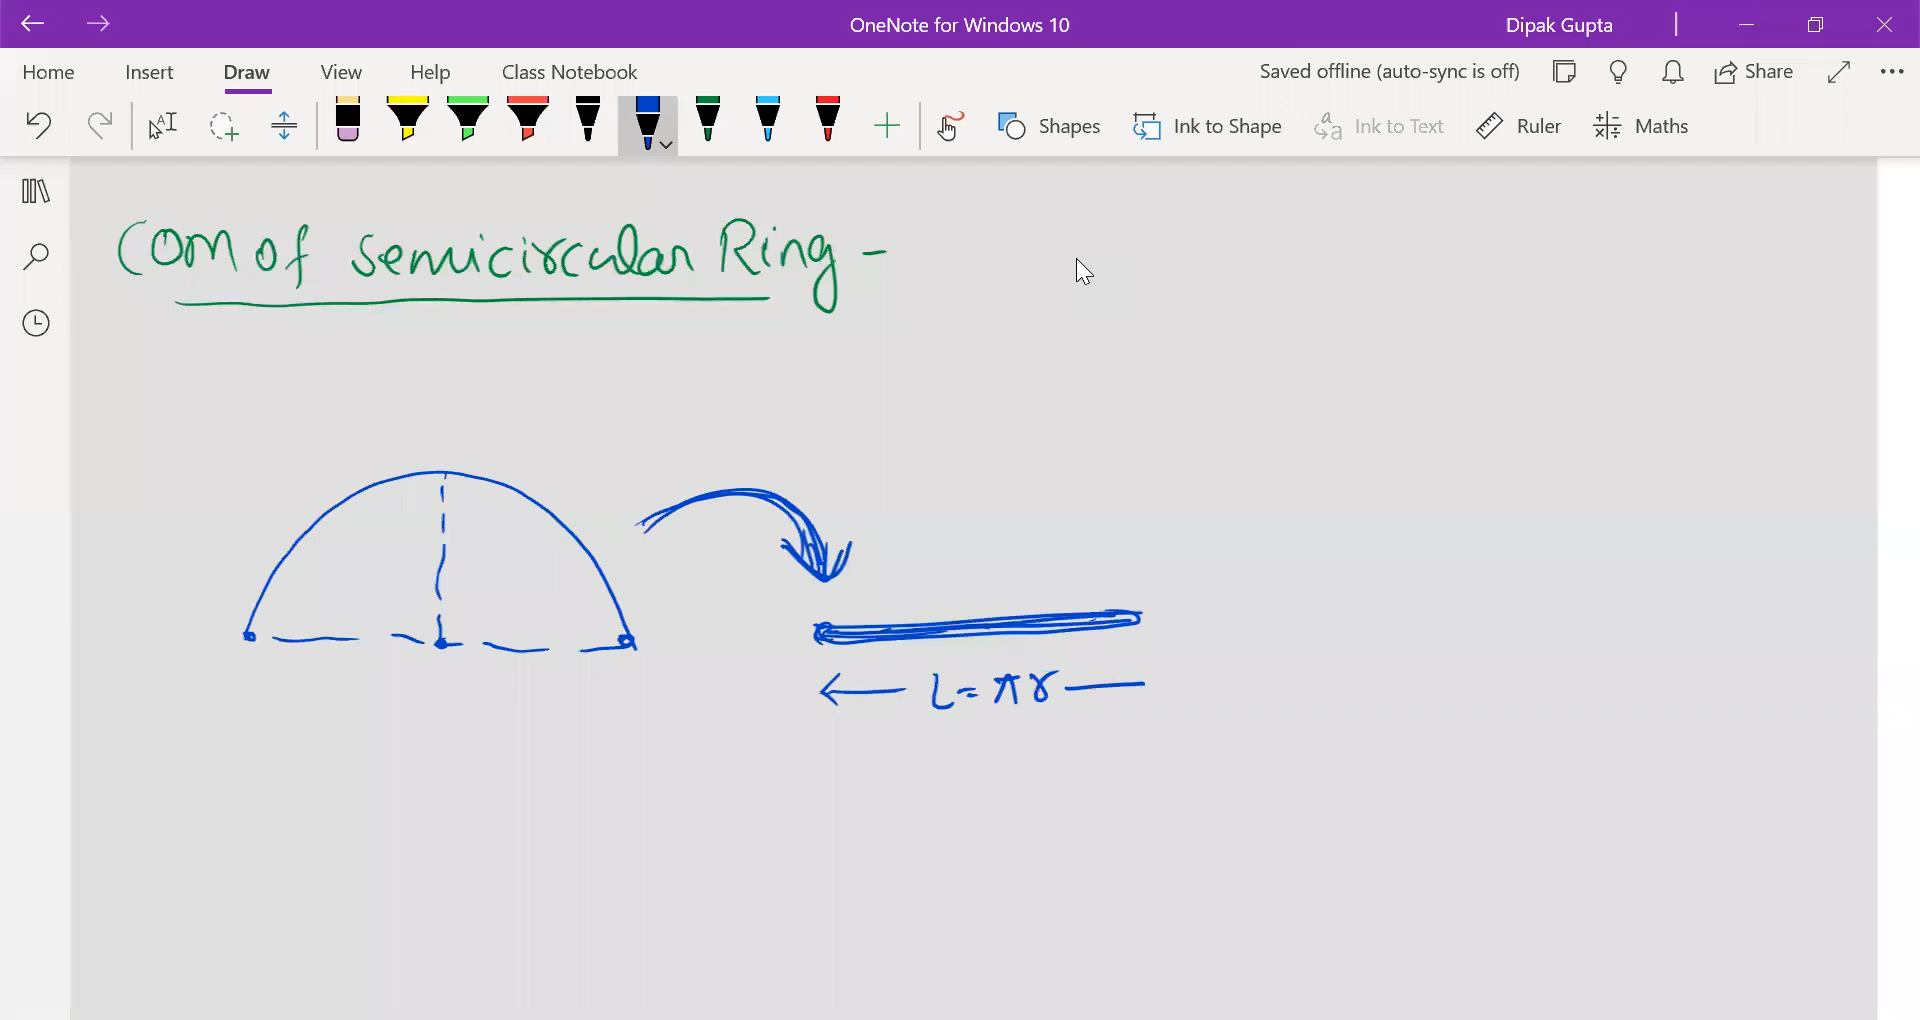 OneNote for Windows 10
Dipak Gupta
Home Insert Draw View Help Class Notebook
Saved offline (auto-sync is off)
Share
Shapes Ink to Shape Ink to Text Ruler Maths
COM of semicircular Ring -
L = πr